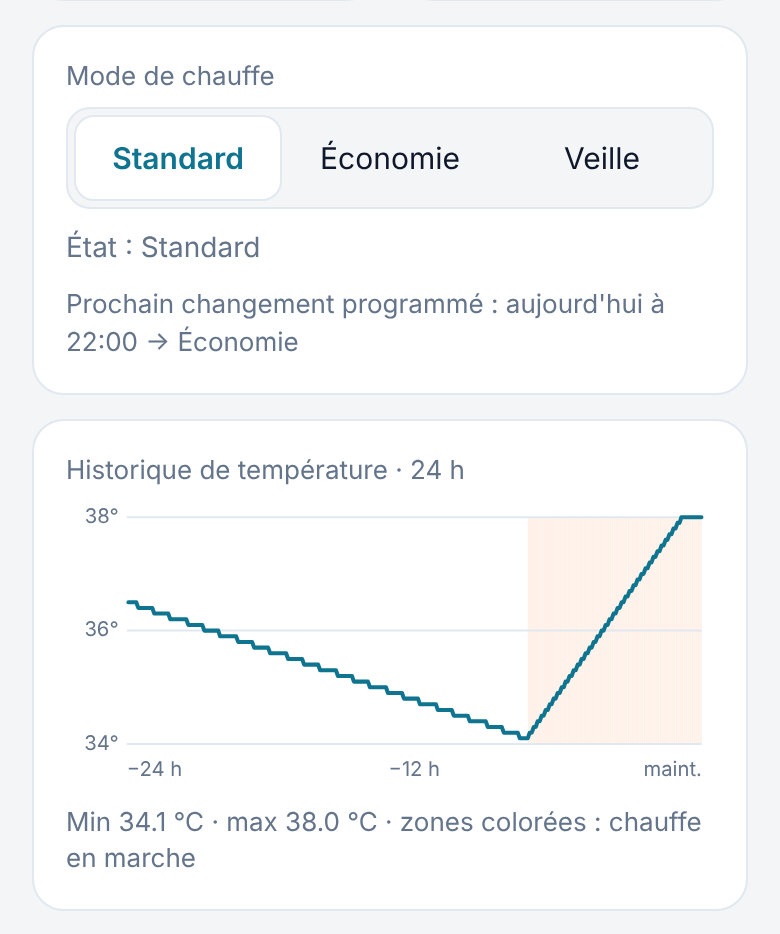 Mode de chauffe
Standard
Économie
Veille
État : Standard
Prochain changement programmé : aujourd'hui à
22:00 → Économie
Historique de température · 24 h
38°
36°
34°
−24 h
−12 h
maint.
Min 34.1 °C · max 38.0 °C · zones colorées : chauffe
en marche